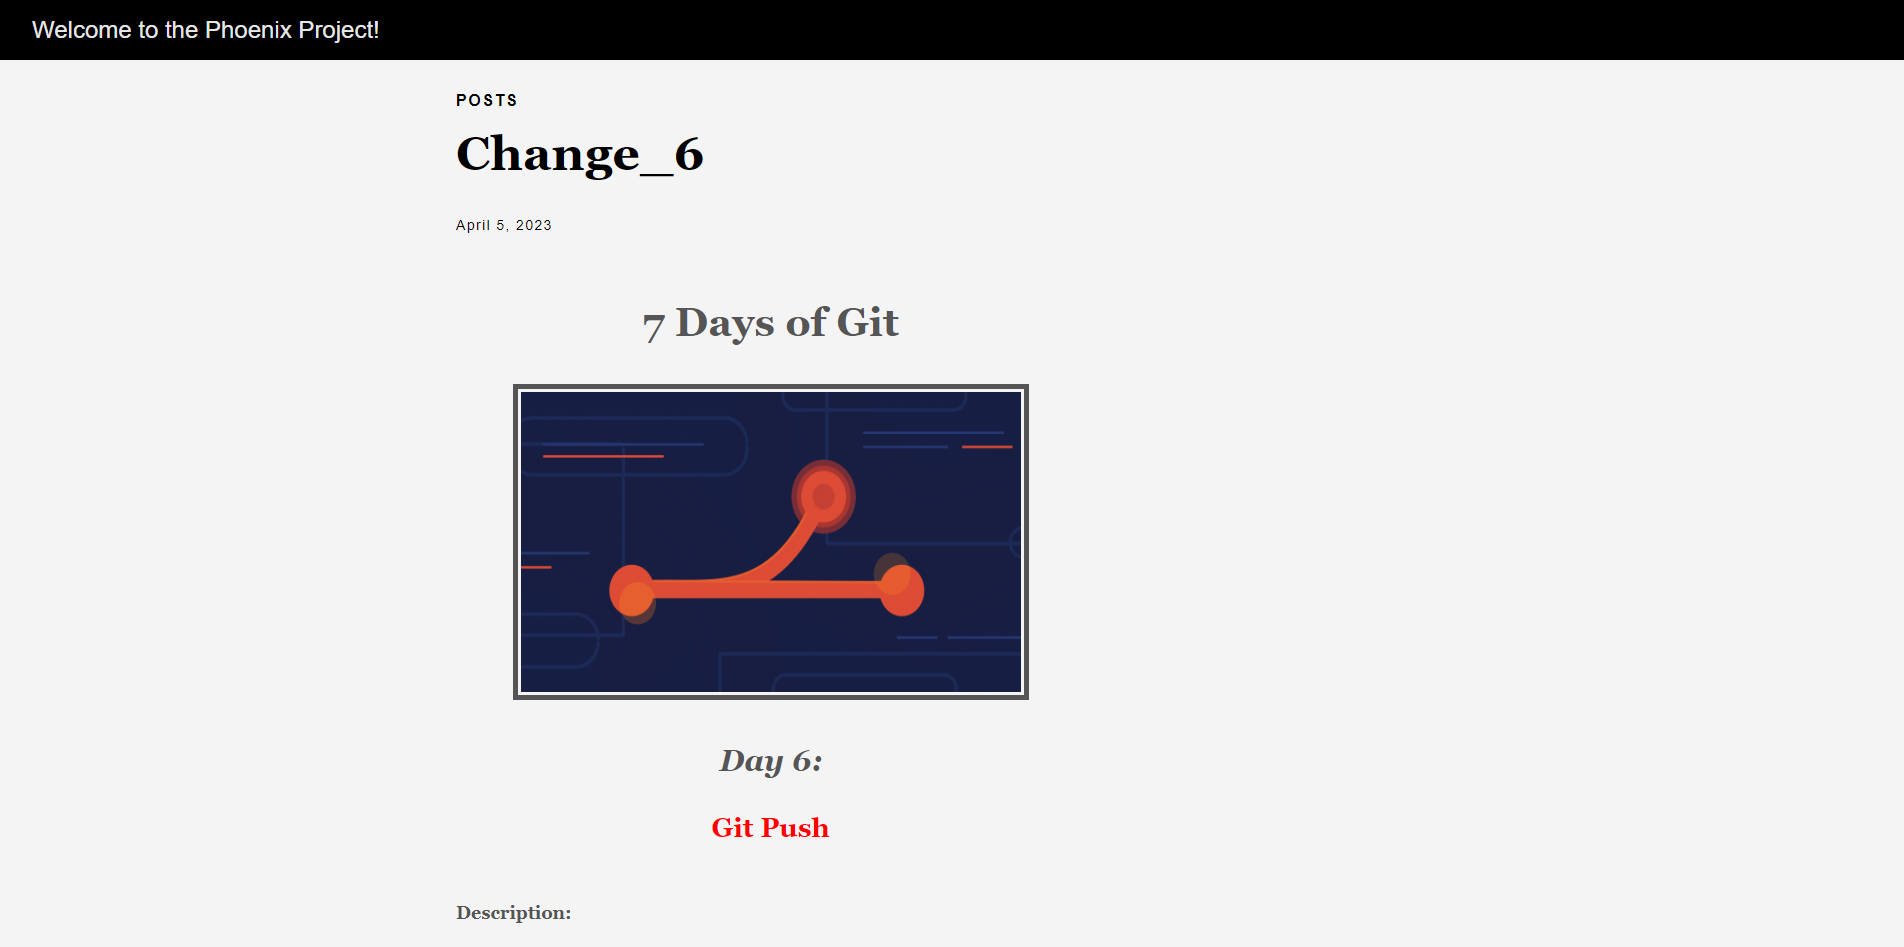 Welcome to the Phoenix Project!
POSTS
Change_6
April 5, 2023
7 Days of Git
Day 6:
Git Push
Description: